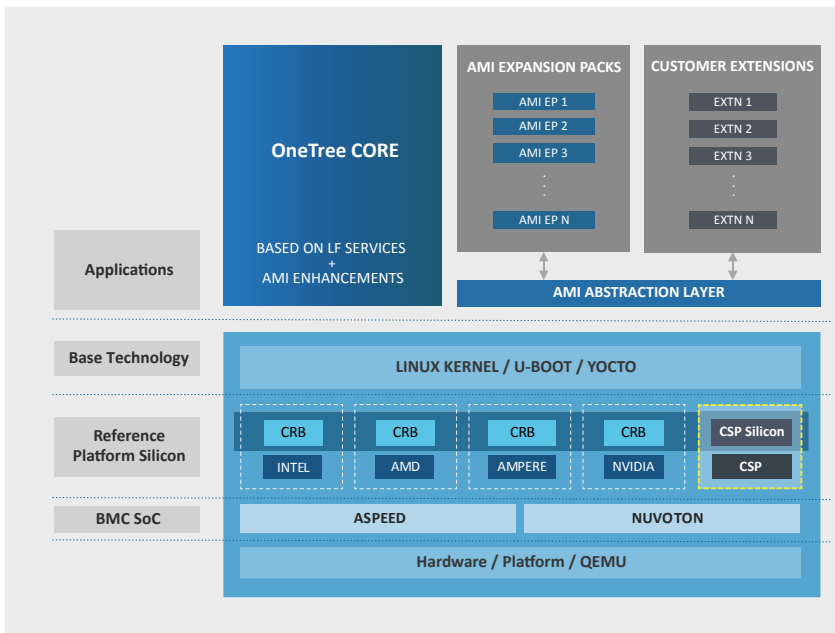 OneTree CORE
BASED ON LF SERVICES
+
AMI ENHANCEMENTS
AMI EXPANSION PACKS
AMI EP 1
AMI EP 2
AMI EP 3
.
.
.
AMI EP N
CUSTOMER EXTENSIONS
EXTN 1
EXTN 2
EXTN 3
.
.
.
EXTN N
Applications
AMI ABSTRACTION LAYER
Base Technology
LINUX KERNEL / U-BOOT / YOCTO
Reference
Platform Silicon
CRB
INTEL
CRB
AMD
CRB
AMPERE
CRB
NVIDIA
CSP Silicon
CSP
BMC SoC
ASPEED
NUVOTON
Hardware / Platform / QEMU